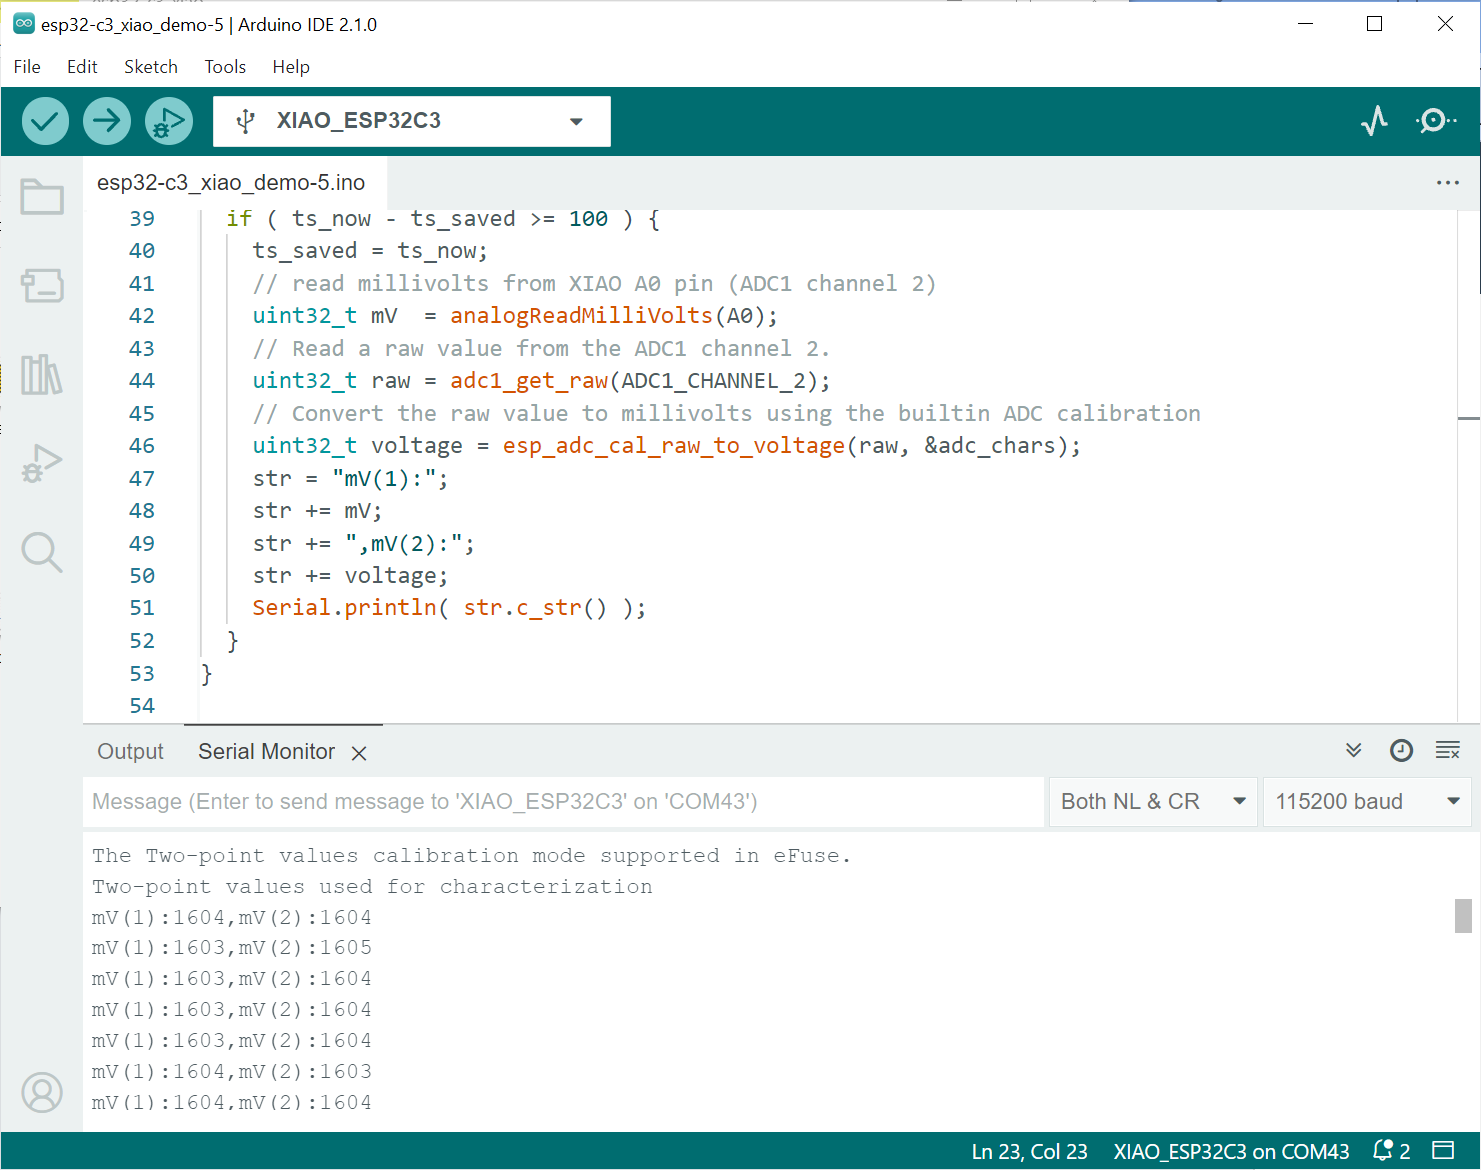 esp32-c3_xiao_demo-5 | Arduino IDE 2.1.0
File Edit Sketch Tools Help
XIAO_ESP32C3
esp32-c3_xiao_demo-5.ino
39 if ( ts_now - ts_saved >= 100 ) {
40 ts_saved = ts_now;
41 // read millivolts from XIAO A0 pin (ADC1 channel 2)
42 uint32_t mV  = analogReadMilliVolts(A0);
43 // Read a raw value from the ADC1 channel 2.
44 uint32_t raw = adc1_get_raw(ADC1_CHANNEL_2);
45 // Convert the raw value to millivolts using the builtin ADC calibration
46 uint32_t voltage = esp_adc_cal_raw_to_voltage(raw, &adc_chars);
47 str = "mV(1):";
48 str += mV;
49 str += ",mV(2):";
50 str += voltage;
51 Serial.println( str.c_str() );
52 }
53 }
54
Output Serial Monitor
Message (Enter to send message to 'XIAO_ESP32C3' on 'COM43') Both NL & CR 115200 baud
The Two-point values calibration mode supported in eFuse.
Two-point values used for characterization
mV(1):1604,mV(2):1604
mV(1):1603,mV(2):1605
mV(1):1603,mV(2):1604
mV(1):1603,mV(2):1604
mV(1):1603,mV(2):1604
mV(1):1604,mV(2):1603
mV(1):1604,mV(2):1604
Ln 23, Col 23 XIAO_ESP32C3 on COM43 2